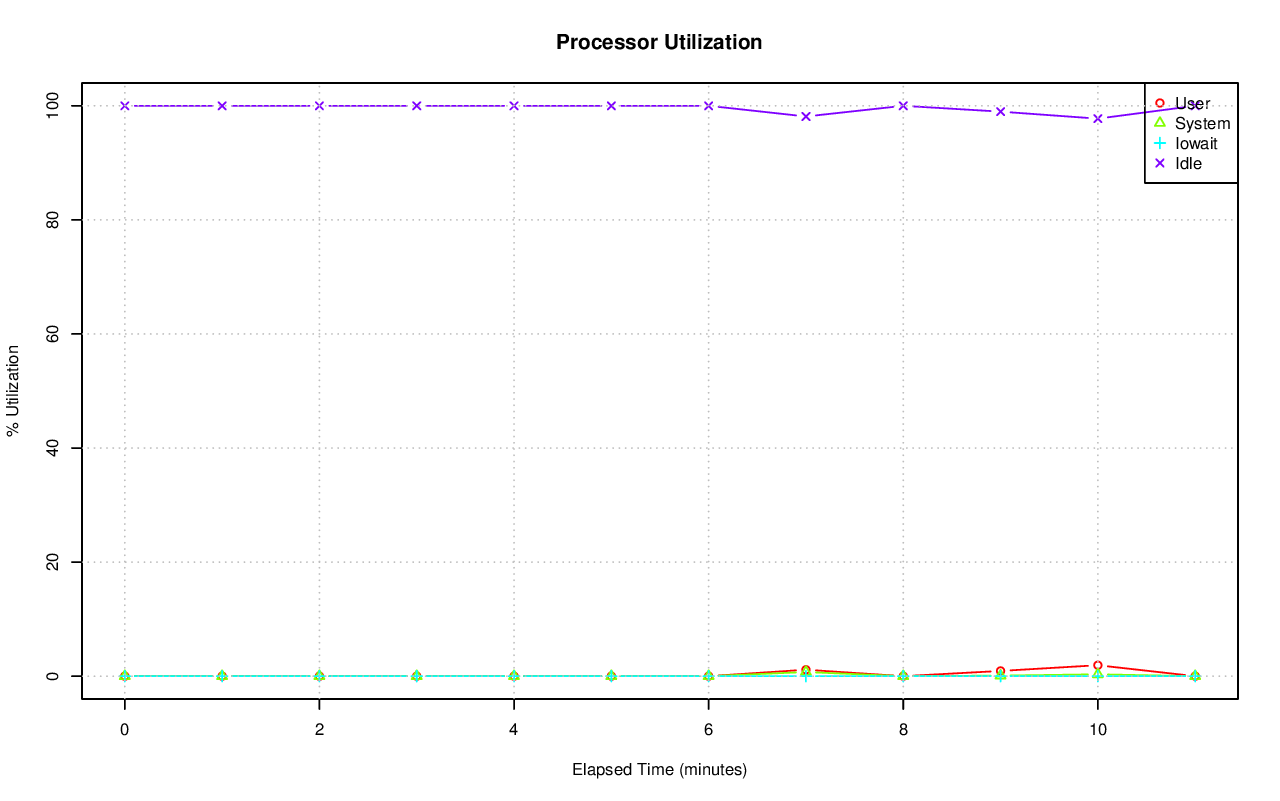 Processor Utilization
100
80
60
40
20
0
% Utilization
User
System
Iowait
Idle
0 2 4 6 8 10
Elapsed Time (minutes)